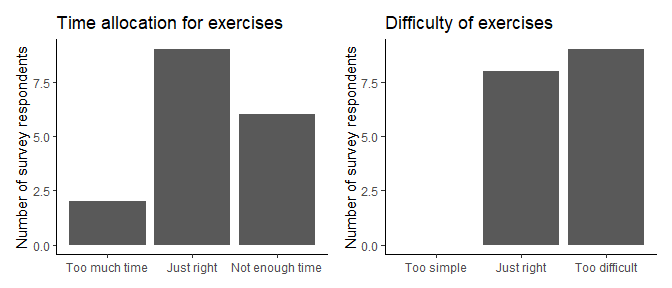 Time allocation for exercises
Number of survey respondents
7.5
5.0
2.5
0.0
Too much time
Just right
Not enough time
Difficulty of exercises
Number of survey respondents
7.5
5.0
2.5
0.0
Too simple
Just right
Too difficult